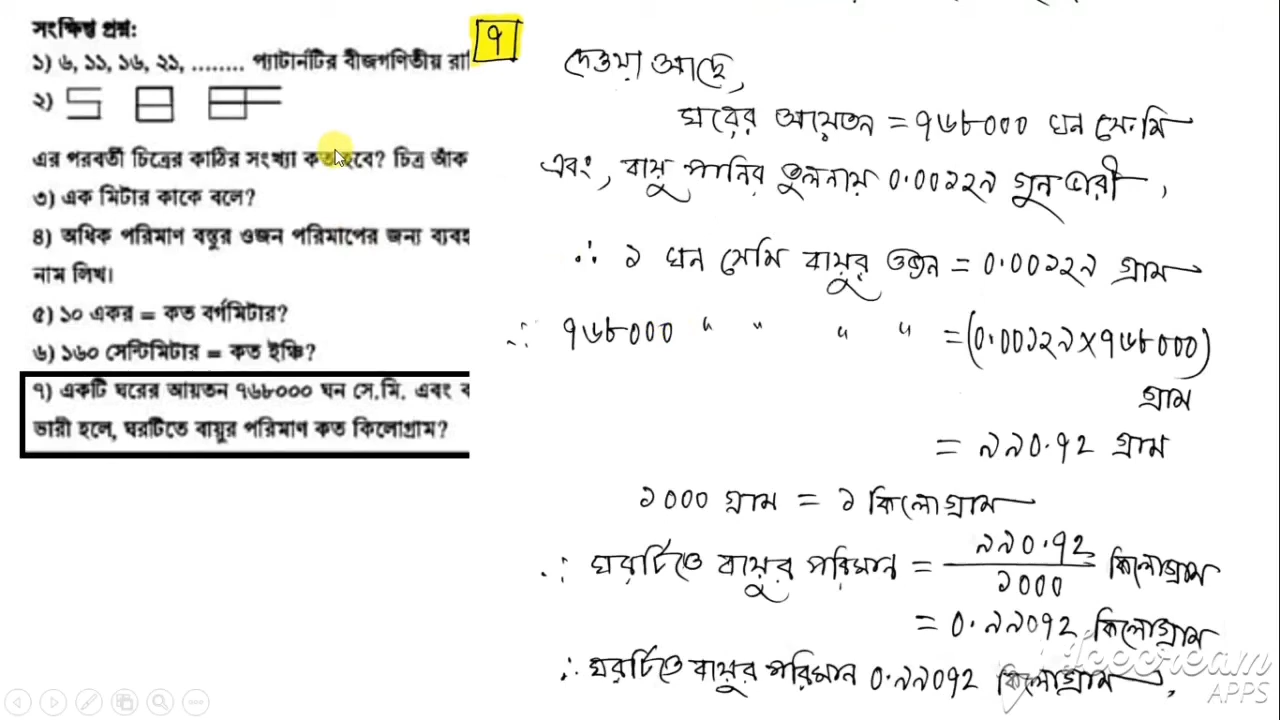 সংক্ষিপ্ত প্রশ্ন:
১) ৬, ১১, ১৬, ২১, ........ প্যাটার্নটির বীজগণিতীয় রা
২)
এর পরবর্তী চিত্রের কাঠির সংখ্যা কত হবে? চিত্র আঁক
৩) এক মিটার কাকে বলে?
৪) অধিক পরিমাণ বস্তুর ওজন পরিমাপের জন্য ব্যবহ
নাম লিখ।
৫) ১০ একর = কত বর্গমিটার?
৬) ১৬০ সেন্টিমিটার = কত ইঞ্চি?
৭) একটি ঘরের আয়তন ৭৬৮০০০ ঘন সে.মি. এবং ব
ভারী হলে, ঘরটিতে বায়ুর পরিমাণ কত কিলোগ্রাম?
৭
দেওয়া আছে,
ঘরের আয়তন = ৭৬৮০০০ ঘন সে.মি
এবং, বায়ু পানির তুলনায় ০.০০১২৯ গুন ভারী,
∴ ১ ঘন সেমি বায়ুর ওজন = ০.০০১২৯ গ্রাম
∴ ৭৬৮০০০ " " " " = (০.০০১২৯×৭৬৮০০০)
গ্রাম
= ৯৯০.৭২ গ্রাম
১০০০ গ্রাম = ১ কিলোগ্রাম
∴ ঘরটিতে বায়ুর পরিমান = ৯৯০.৭২/১০০০ কিলোগ্রাম
= ০.৯৯০৭২ কিলোগ্রাম
∴ ঘরটিতে বায়ুর পরিমান ০.৯৯০৭২ কিলোগ্রাম,
Icecream
APPS